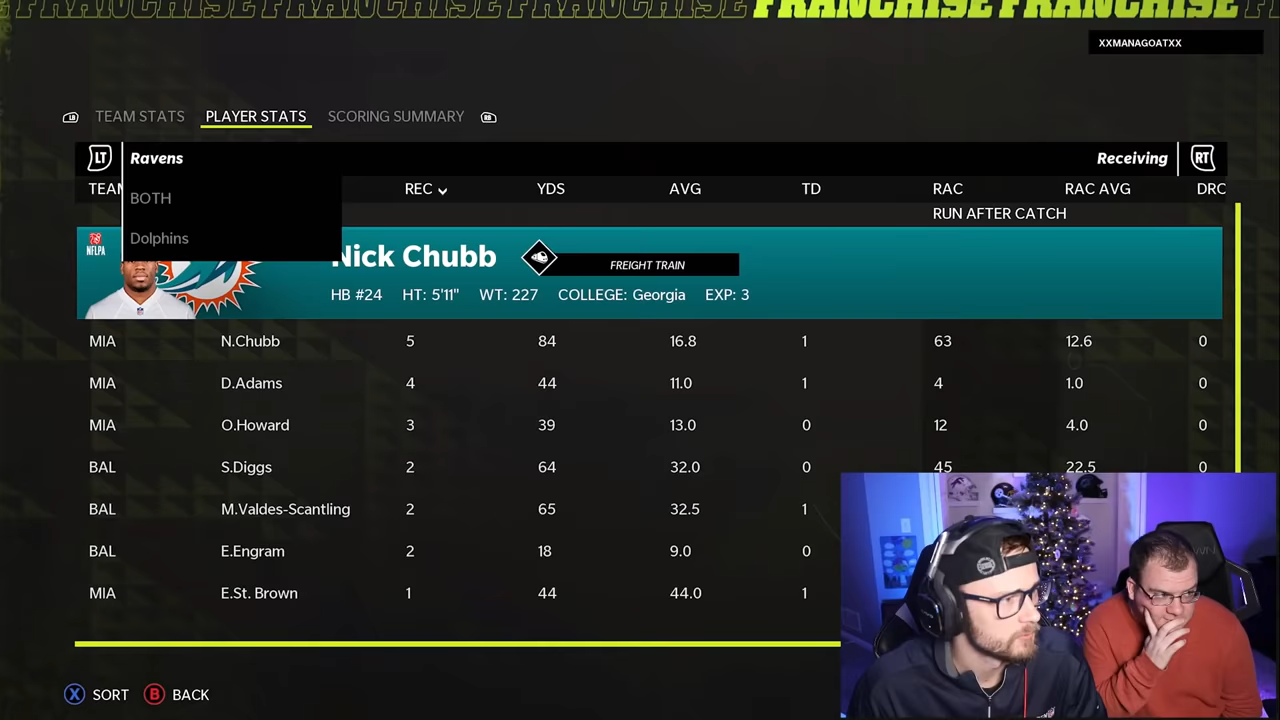 FRANCHISE FRANCHISE FRANCHISE FRANCHISE FRANCHISE
XXMANAGOATXX
LB TEAM STATS PLAYER STATS SCORING SUMMARY RB
LT Ravens Receiving RT
BOTH
Dolphins
TEAM REC YDS AVG TD RAC RAC AVG DRO
RUN AFTER CATCH
NFLPA
Nick Chubb FREIGHT TRAIN
HB #24 HT: 5'11" WT: 227 COLLEGE: Georgia EXP: 3
MIA N.Chubb 5 84 16.8 1 63 12.6 0
MIA D.Adams 4 44 11.0 1 4 1.0 0
MIA O.Howard 3 39 13.0 0 12 4.0 0
BAL S.Diggs 2 64 32.0 0 45 22.5 0
BAL M.Valdes-Scantling 2 65 32.5 1
BAL E.Engram 2 18 9.0 0
MIA E.St. Brown 1 44 44.0 1
X SORT B BACK